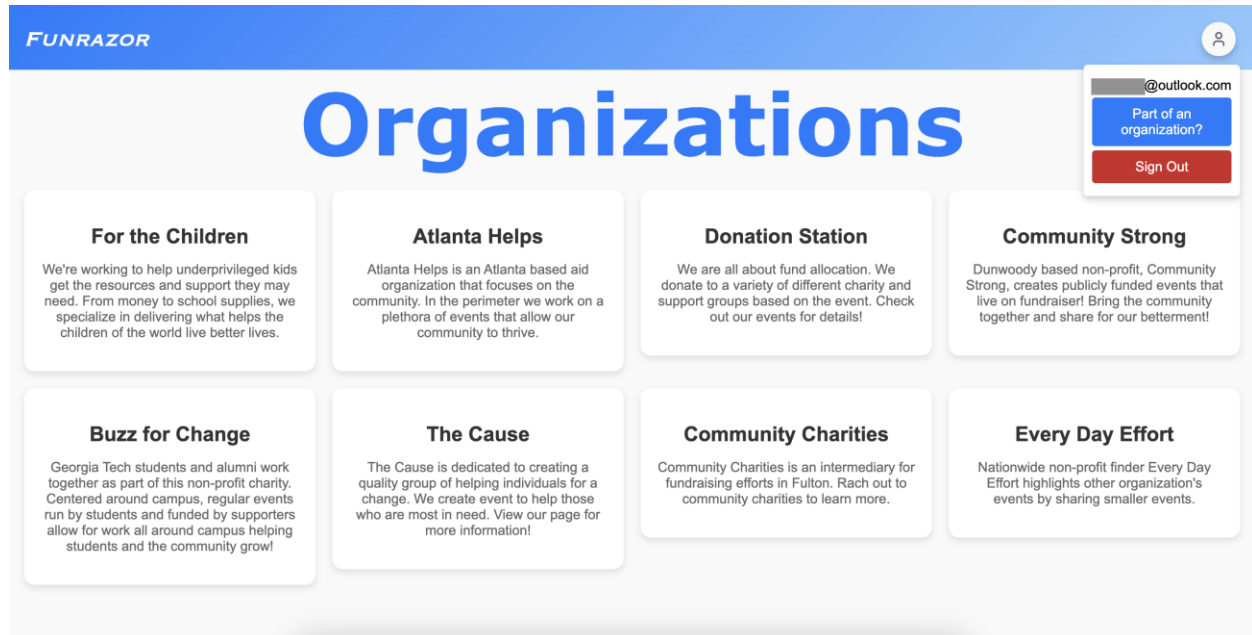 FUNRAZOR
@outlook.com
Part of an
organization?
Sign Out
Organizations
For the Children
We're working to help underprivileged kids
get the resources and support they may
need. From money to school supplies, we
specialize in delivering what helps the
children of the world live better lives.
Atlanta Helps
Atlanta Helps is an Atlanta based aid
organization that focuses on the
community. In the perimeter we work on a
plethora of events that allow our
community to thrive.
Donation Station
We are all about fund allocation. We
donate to a variety of different charity and
support groups based on the event. Check
out our events for details!
Community Strong
Dunwoody based non-profit, Community
Strong, creates publicly funded events that
live on fundraiser! Bring the community
together and share for our betterment!
Buzz for Change
Georgia Tech students and alumni work
together as part of this non-profit charity.
Centered around campus, regular events
run by students and funded by supporters
allow for work all around campus helping
students and the community grow!
The Cause
The Cause is dedicated to creating a
quality group of helping individuals for a
change. We create event to help those
who are most in need. View our page for
more information!
Community Charities
Community Charities is an intermediary for
fundraising efforts in Fulton. Rach out to
community charities to learn more.
Every Day Effort
Nationwide non-profit finder Every Day
Effort highlights other organization's
events by sharing smaller events.